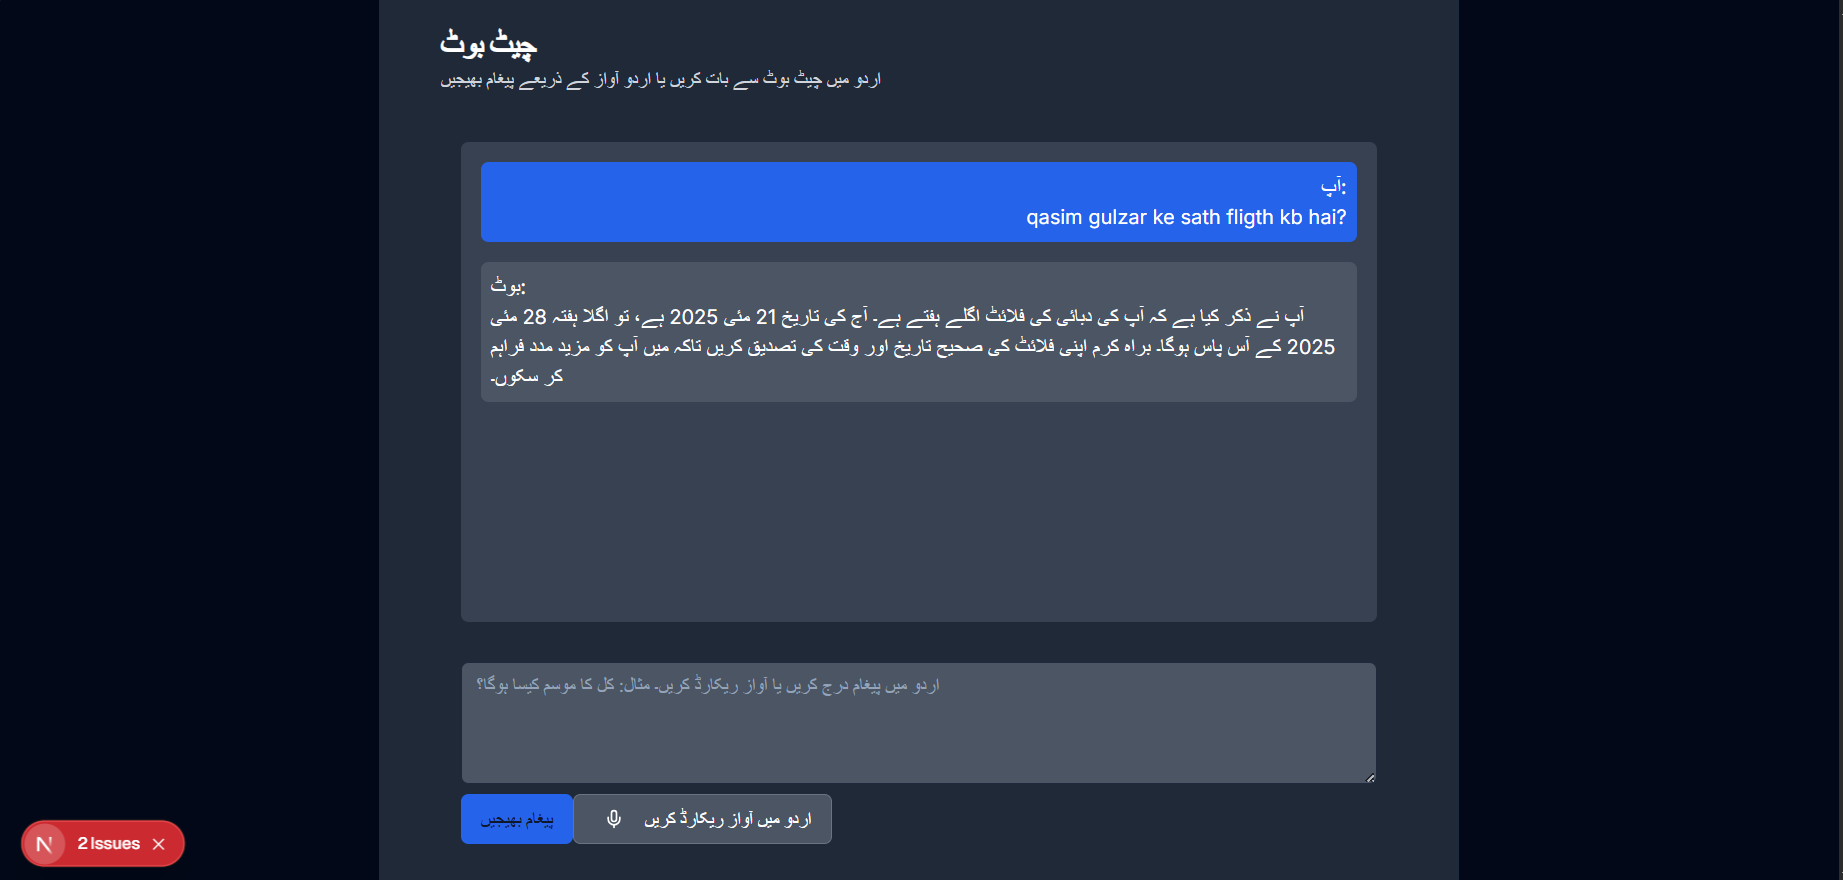 چیٹ بوٹ
اردو میں چیٹ بوٹ سے بات کریں یا اردو آواز کے ذریعے پیغام بھیجیں
آپ:
qasim gulzar ke sath fligth kb hai?
بوٹ:
آپ نے ذکر کیا ہے کہ آپ کی دبائی کی فلائٹ اگلے ہفتے ہے۔ آج کی تاریخ 21 مئی 2025 ہے، تو اگلا ہفتہ 28 مئی
2025 کے آس پاس ہوگا۔ براہ کرم اپنی فلائٹ کی صحیح تاریخ اور وقت کی تصدیق کریں تاکہ میں آپ کو مزید مدد فراہم
کر سکوں۔
اردو میں پیغام درج کریں یا آواز ریکارڈ کریں۔ مثال: کل کا موسم کیسا ہوگا؟
پیغام بھیجیں
اردو میں آواز ریکارڈ کریں
N 2 Issues